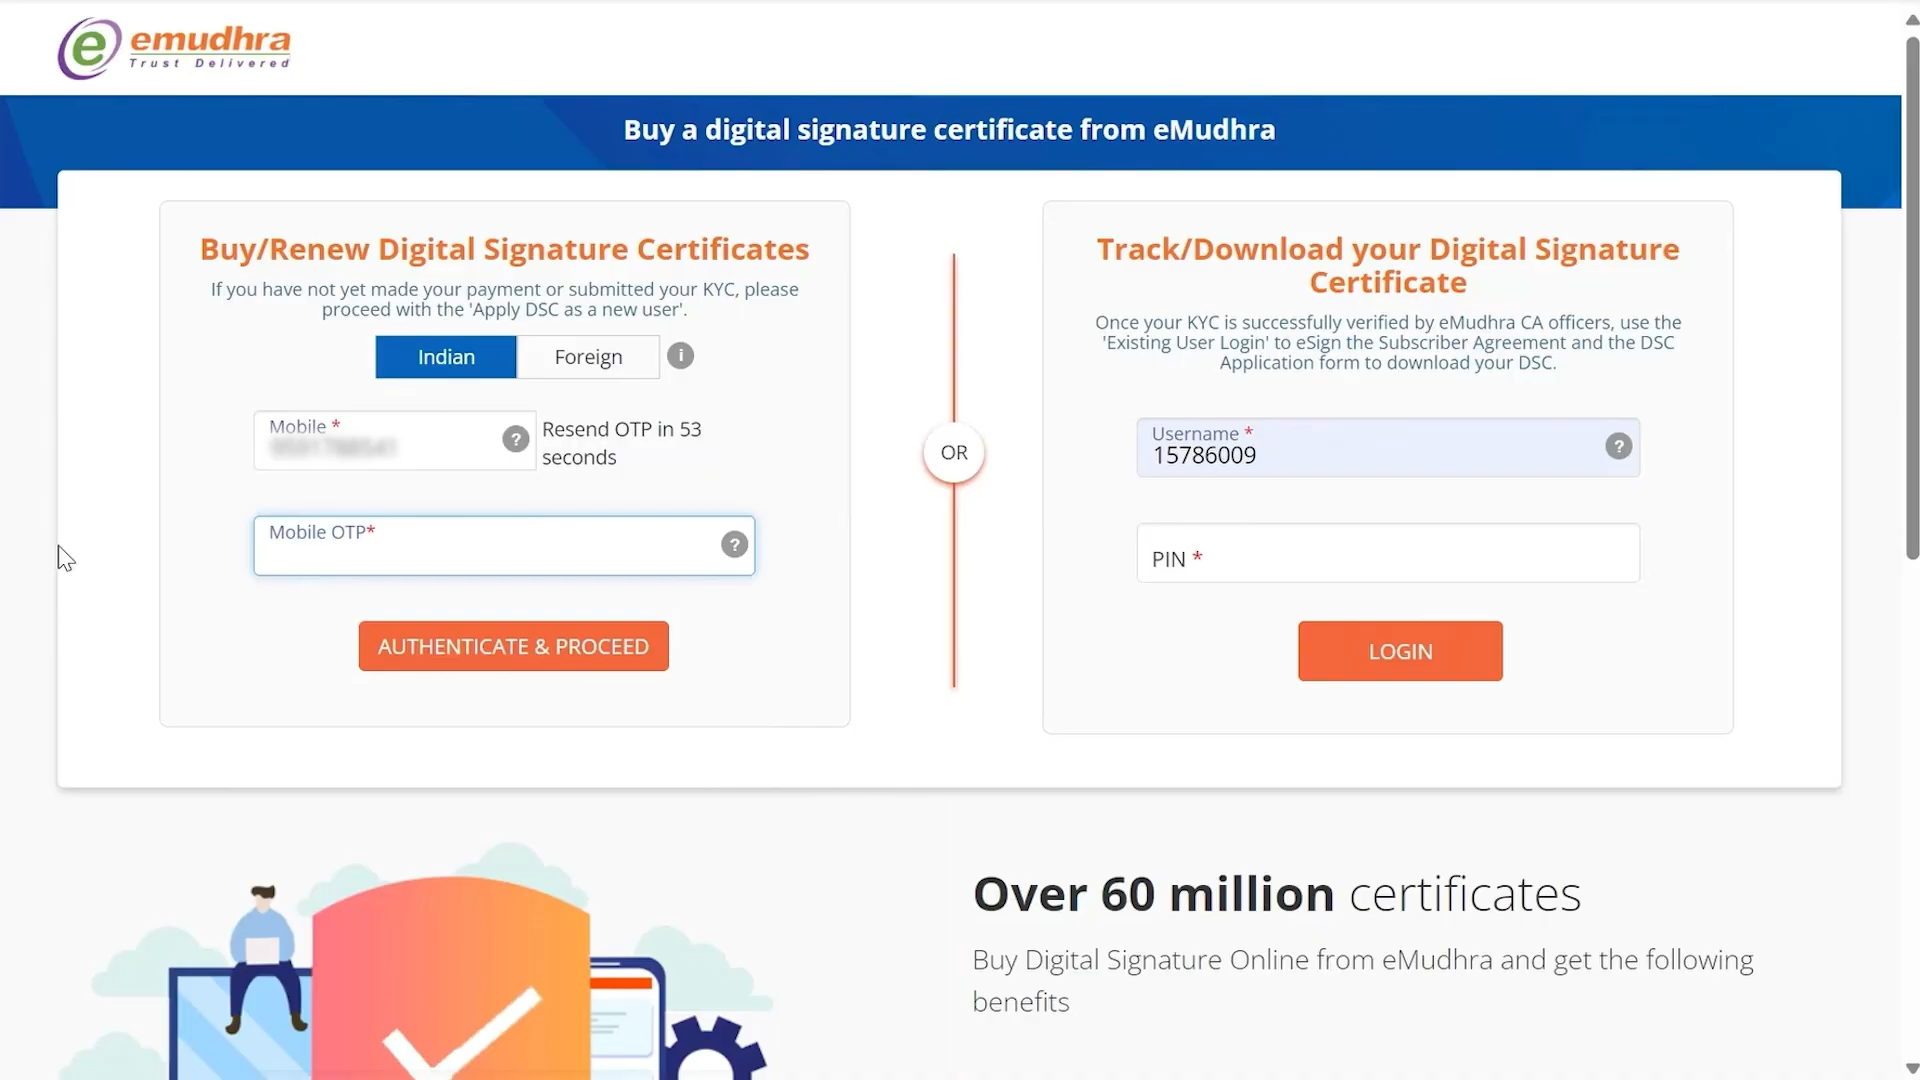 emudhra
Trust Delivered
Buy a digital signature certificate from eMudhra
Buy/Renew Digital Signature Certificates
If you have not yet made your payment or submitted your KYC, please
proceed with the 'Apply DSC as a new user'.
Indian
Foreign
i
Mobile *
?
Resend OTP in 53
seconds
Mobile OTP*
?
AUTHENTICATE & PROCEED
OR
Track/Download your Digital Signature
Certificate
Once your KYC is successfully verified by eMudhra CA officers, use the
'Existing User Login' to eSign the Subscriber Agreement and the DSC
Application form to download your DSC.
Username *
15786009
?
PIN *
LOGIN
Over 60 million certificates
Buy Digital Signature Online from eMudhra and get the following
benefits